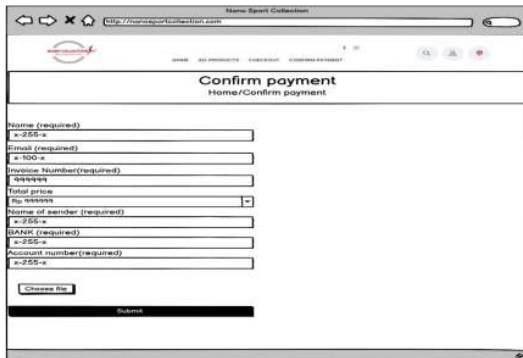 Nano Sport Collection
http://nanosportcollection.com
HOME ALL PRODUCTS CHECKOUT CONFIRM PAYMENT
Confirm payment
Home/Confirm payment
Name (required)
x-255-x
Email (required)
x-100-x
Invoice Number(required)
999999
Total price
Rp 999999
Name of sender (required)
x-255-x
BANK (required)
x-255-x
Account number(required)
x-255-x
Choose file
Submit